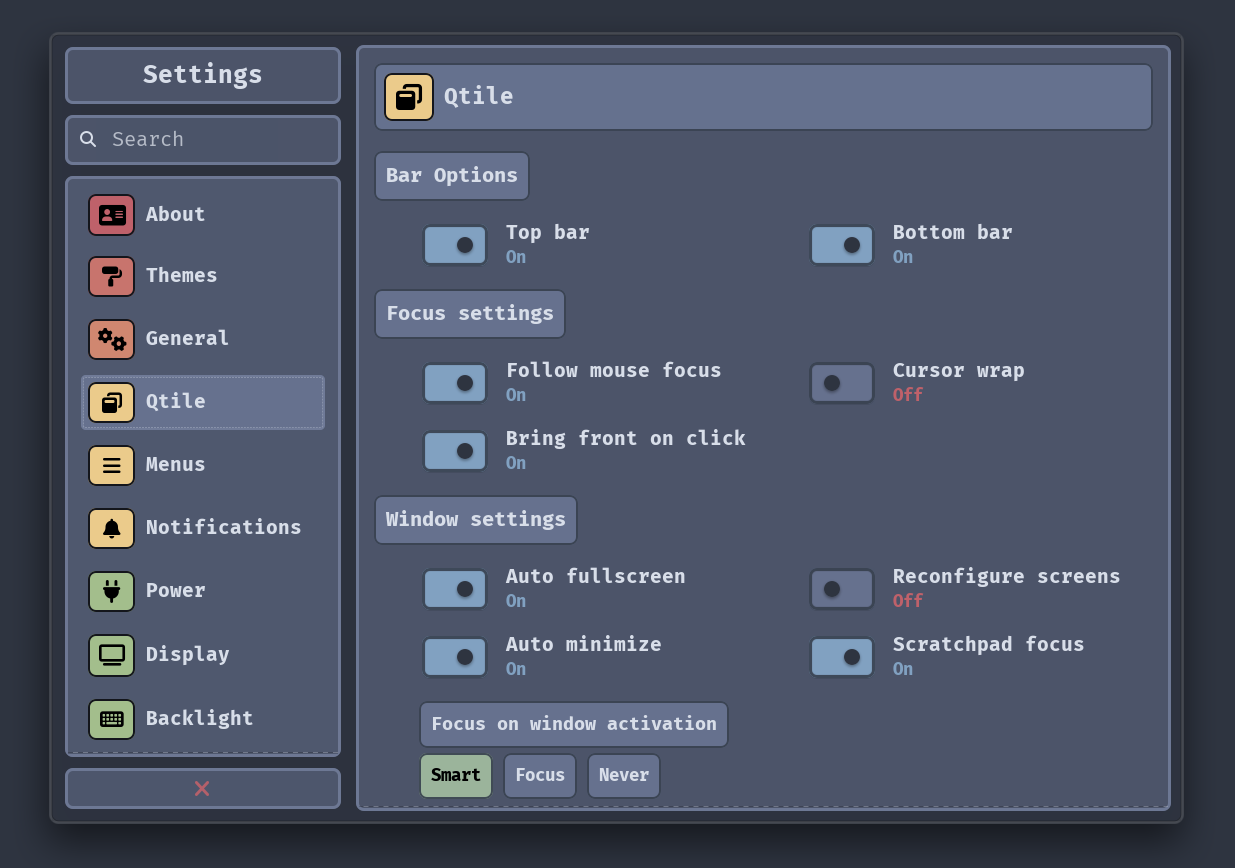 Settings
Search
About
Themes
General
Qtile
Menus
Notifications
Power
Display
Backlight
Qtile
Bar Options
Top bar
On
Bottom bar
On
Focus settings
Follow mouse focus
On
Cursor wrap
Off
Bring front on click
On
Window settings
Auto fullscreen
On
Reconfigure screens
Off
Auto minimize
On
Scratchpad focus
On
Focus on window activation
Smart
Focus
Never